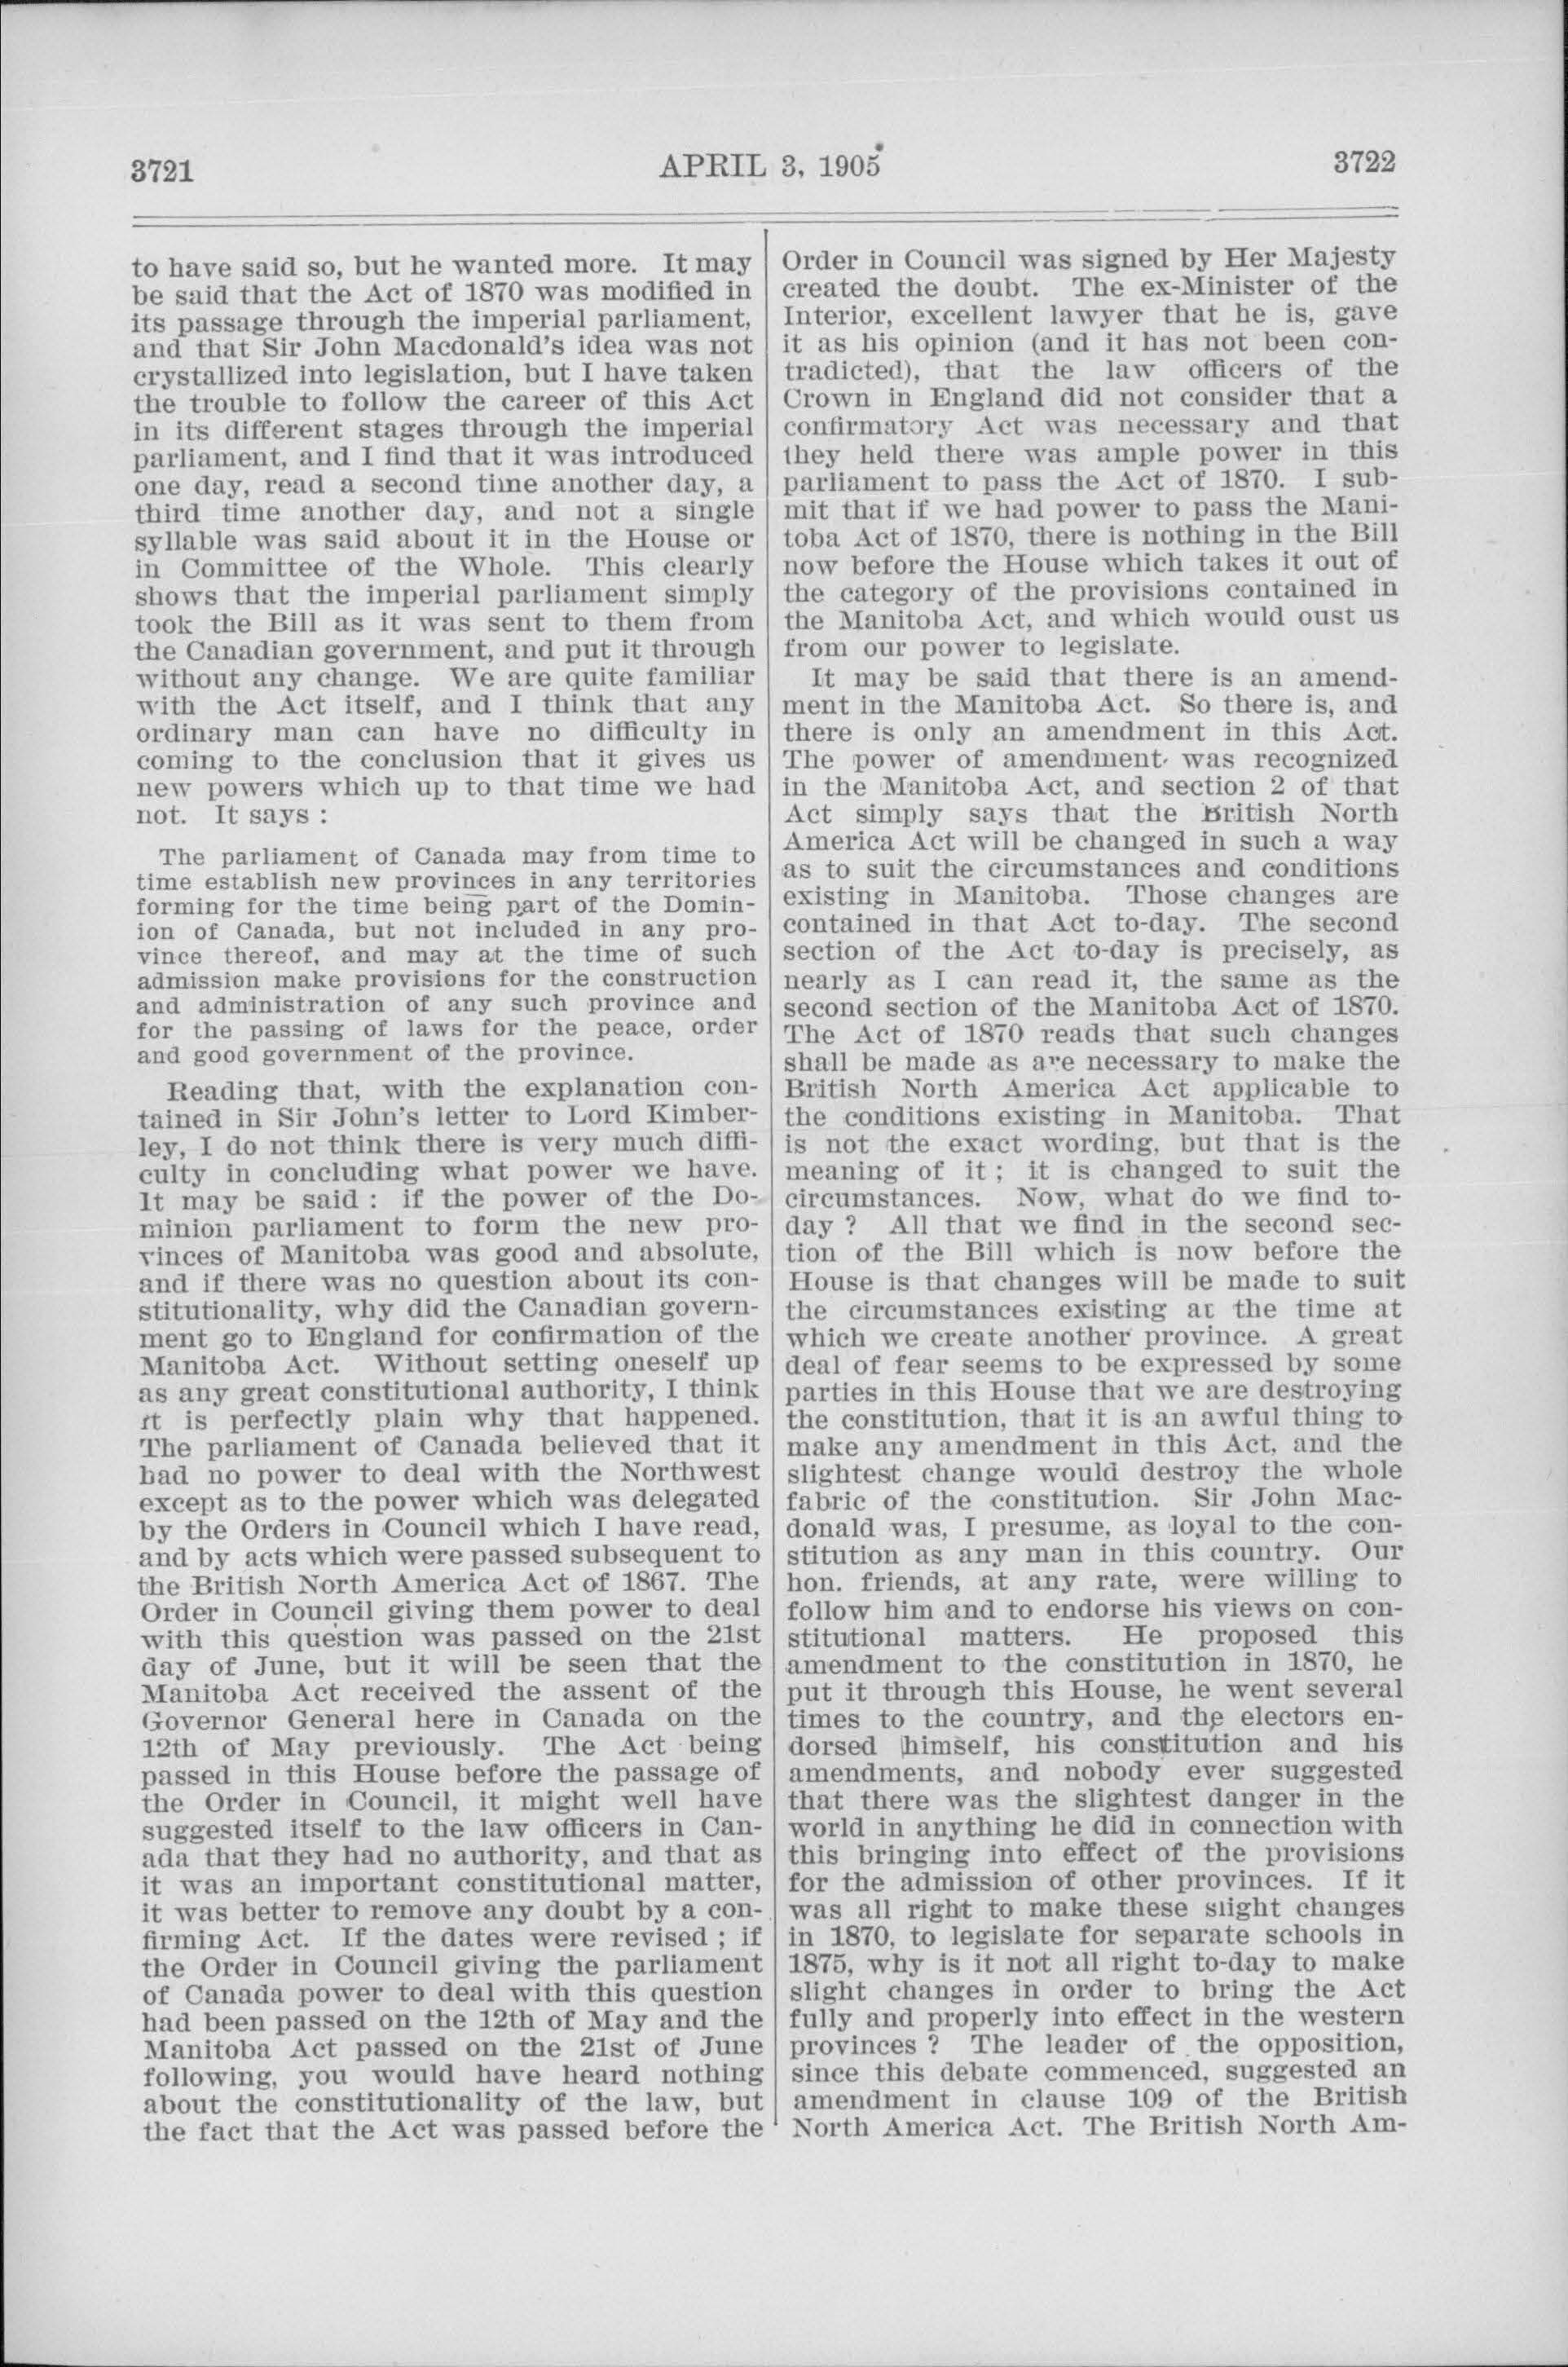 3721
APRIL 3, 1905
3722
to have said so, but he wanted more. It may
be said that the Act of 1870 was modified in
its passage through the imperial parliament,
and that Sir John Macdonald's idea was not
crystallized into legislation, but I have taken
the trouble to follow the career of this Act
in its different stages through the imperial
parliament, and I find that it was introduced
one day, read a second time another day, a
third time another day, and not a single
syllable was said about it in the House or
in Committee of the Whole. This clearly
shows that the imperial parliament simply
took the Bill as it was sent to them from
the Canadian government, and put it through
without any change. We are quite familiar
with the Act itself, and I think that any
ordinary man can have no difficulty in
coming to the conclusion that it gives us
new powers which up to that time we had
not. It says :
The parliament of Canada may from time to
time establish new provinces in any territories
forming for the time being part of the Domin-
ion of Canada, but not included in any pro-
vince thereof, and may at the time of such
admission make provisions for the construction
and administration of any such province and
for the passing of laws for the peace, order
and good government of the province.
Reading that, with the explanation con-
tained in Sir John's letter to Lord Kimber-
ley, I do not think there is very much diffi-
culty in concluding what power we have.
It may be said : if the power of the Do-
minion parliament to form the new pro-
vinces of Manitoba was good and absolute,
and if there was no question about its con-
stitutionality, why did the Canadian govern-
ment go to England for confirmation of the
Manitoba Act. Without setting oneself up
as any great constitutional authority, I think
it is perfectly plain why that happened.
The parliament of Canada believed that it
had no power to deal with the Northwest
except as to the power which was delegated
by the Orders in Council which I have read,
and by acts which were passed subsequent to
the British North America Act of 1867. The
Order in Council giving them power to deal
with this question was passed on the 21st
day of June, but it will be seen that the
Manitoba Act received the assent of the
Governor General here in Canada on the
12th of May previously. The Act being
passed in this House before the passage of
the Order in Council, it might well have
suggested itself to the law officers in Can-
ada that they had no authority, and that as
it was an important constitutional matter,
it was better to remove any doubt by a con-
firming Act. If the dates were revised ; if
the Order in Council giving the parliament
of Canada power to deal with this question
had been passed on the 12th of May and the
Manitoba Act passed on the 21st of June
following, you would have heard nothing
about the constitutionality of the law, but
the fact that the Act was passed before the
Order in Council was signed by Her Majesty
created the doubt. The ex-Minister of the
Interior, excellent lawyer that he is, gave
it as his opinion (and it has not been con-
tradicted), that the law officers of the
Crown in England did not consider that a
confirmatory Act was necessary and that
they held there was ample power in this
parliament to pass the Act of 1870. I sub-
mit that if we had power to pass the Mani-
toba Act of 1870, there is nothing in the Bill
now before the House which takes it out of
the category of the provisions contained in
the Manitoba Act, and which would oust us
from our power to legislate.
It may be said that there is an amend-
ment in the Manitoba Act. So there is, and
there is only an amendment in this Act.
The power of amendment was recognized
in the Manitoba Act, and section 2 of that
Act simply says that the British North
America Act will be changed in such a way
as to suit the circumstances and conditions
existing in Manitoba. Those changes are
contained in that Act to-day. The second
section of the Act to-day is precisely, as
nearly as I can read it, the same as the
second section of the Manitoba Act of 1870.
The Act of 1870 reads that such changes
shall be made as are necessary to make the
British North America Act applicable to
the conditions existing in Manitoba. That
is not the exact wording, but that is the
meaning of it ; it is changed to suit the
circumstances. Now, what do we find to-
day ? All that we find in the second sec-
tion of the Bill which is now before the
House is that changes will be made to suit
the circumstances existing at the time at
which we create another province. A great
deal of fear seems to be expressed by some
parties in this House that we are destroying
the constitution, that it is an awful thing to
make any amendment in this Act, and the
slightest change would destroy the whole
fabric of the constitution. Sir John Mac-
donald was, I presume, as loyal to the con-
stitution as any man in this country. Our
hon. friends, at any rate, were willing to
follow him and to endorse his views on con-
stitutional matters. He proposed this
amendment to the constitution in 1870, he
put it through this House, he went several
times to the country, and the electors en-
dorsed himself, his constitution and his
amendments, and nobody ever suggested
that there was the slightest danger in the
world in anything he did in connection with
this bringing into effect of the provisions
for the admission of other provinces. If it
was all right to make these slight changes
in 1870, to legislate for separate schools in
1875, why is it not all right to-day to make
slight changes in order to bring the Act
fully and properly into effect in the western
provinces ? The leader of the opposition,
since this debate commenced, suggested an
amendment in clause 109 of the British
North America Act. The British North Am-